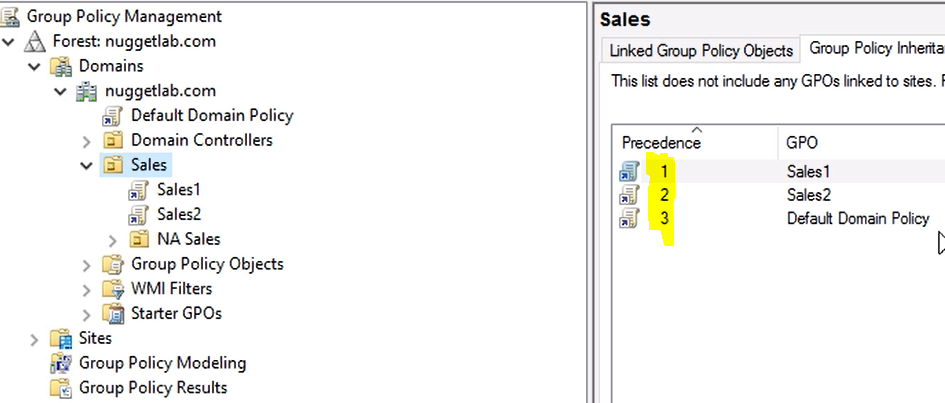 Group Policy Management
Forest: nuggetlab.com
Domains
nuggetlab.com
Default Domain Policy
Domain Controllers
Sales
Sales1
Sales2
NA Sales
Group Policy Objects
WMI Filters
Starter GPOs
Sites
Group Policy Modeling
Group Policy Results
Sales
Linked Group Policy Objects Group Policy Inherita
This list does not include any GPOs linked to sites.
Precedence GPO
1 Sales1
2 Sales2
3 Default Domain Policy